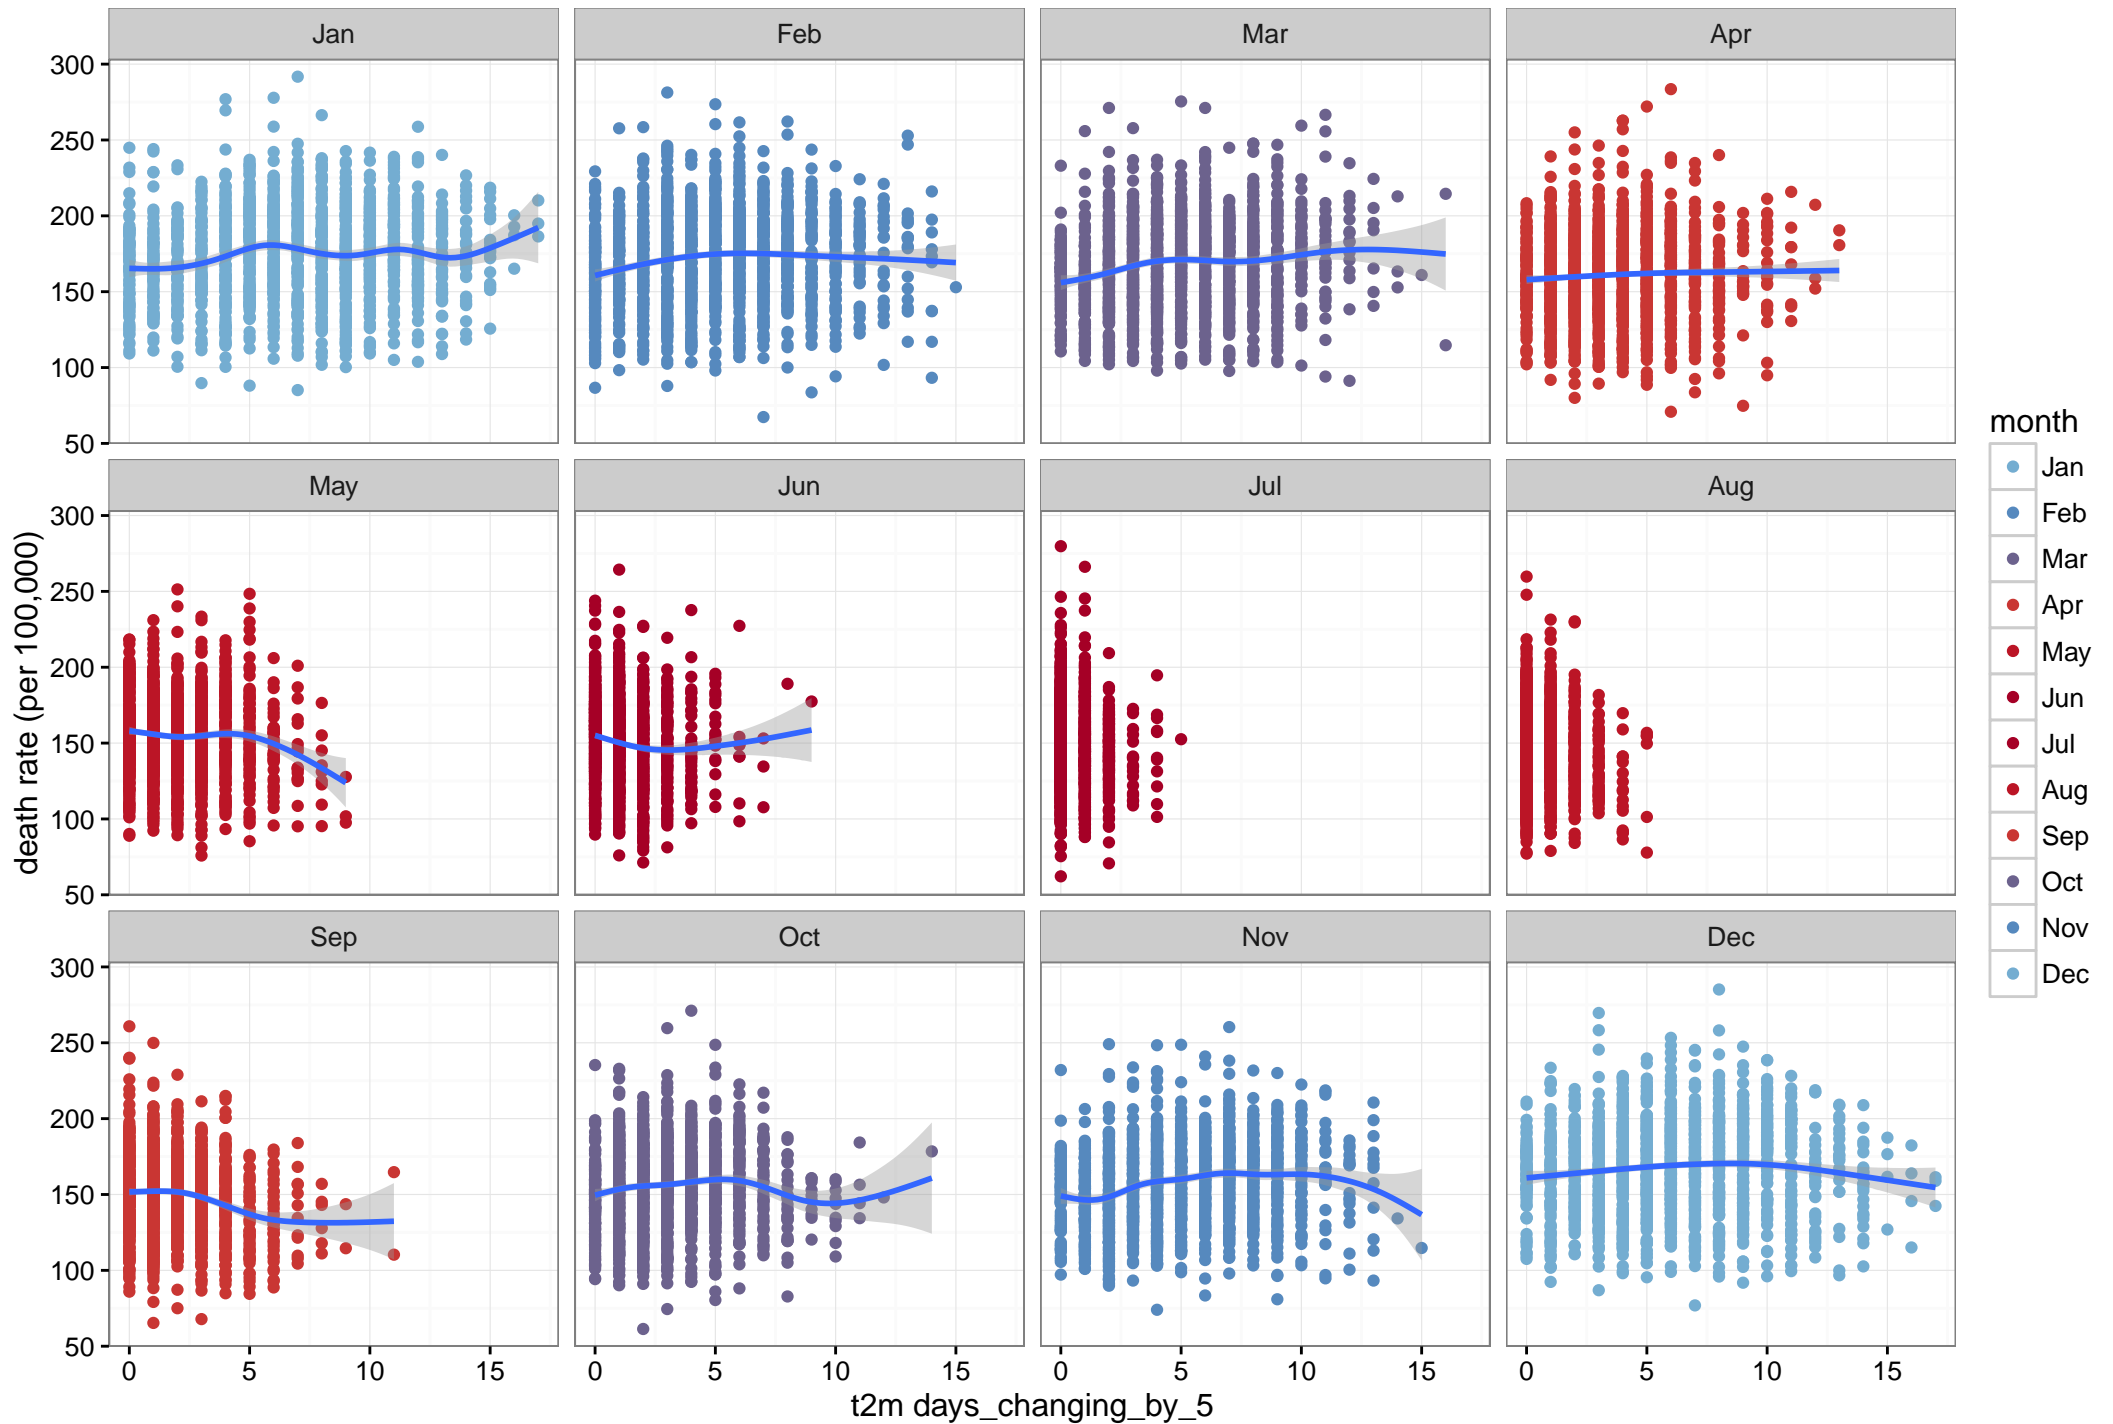 Jan Feb Mar Apr
300
250
200
150
100
50
May Jun Jul Aug
300
250
200
150
100
50
Sep Oct Nov Dec
300
250
200
150
100
50
0 5 10 15 0 5 10 15 0 5 10 15 0 5 10 15
t2m days_changing_by_5
death rate (per 100,000)
month
Jan
Feb
Mar
Apr
May
Jun
Jul
Aug
Sep
Oct
Nov
Dec